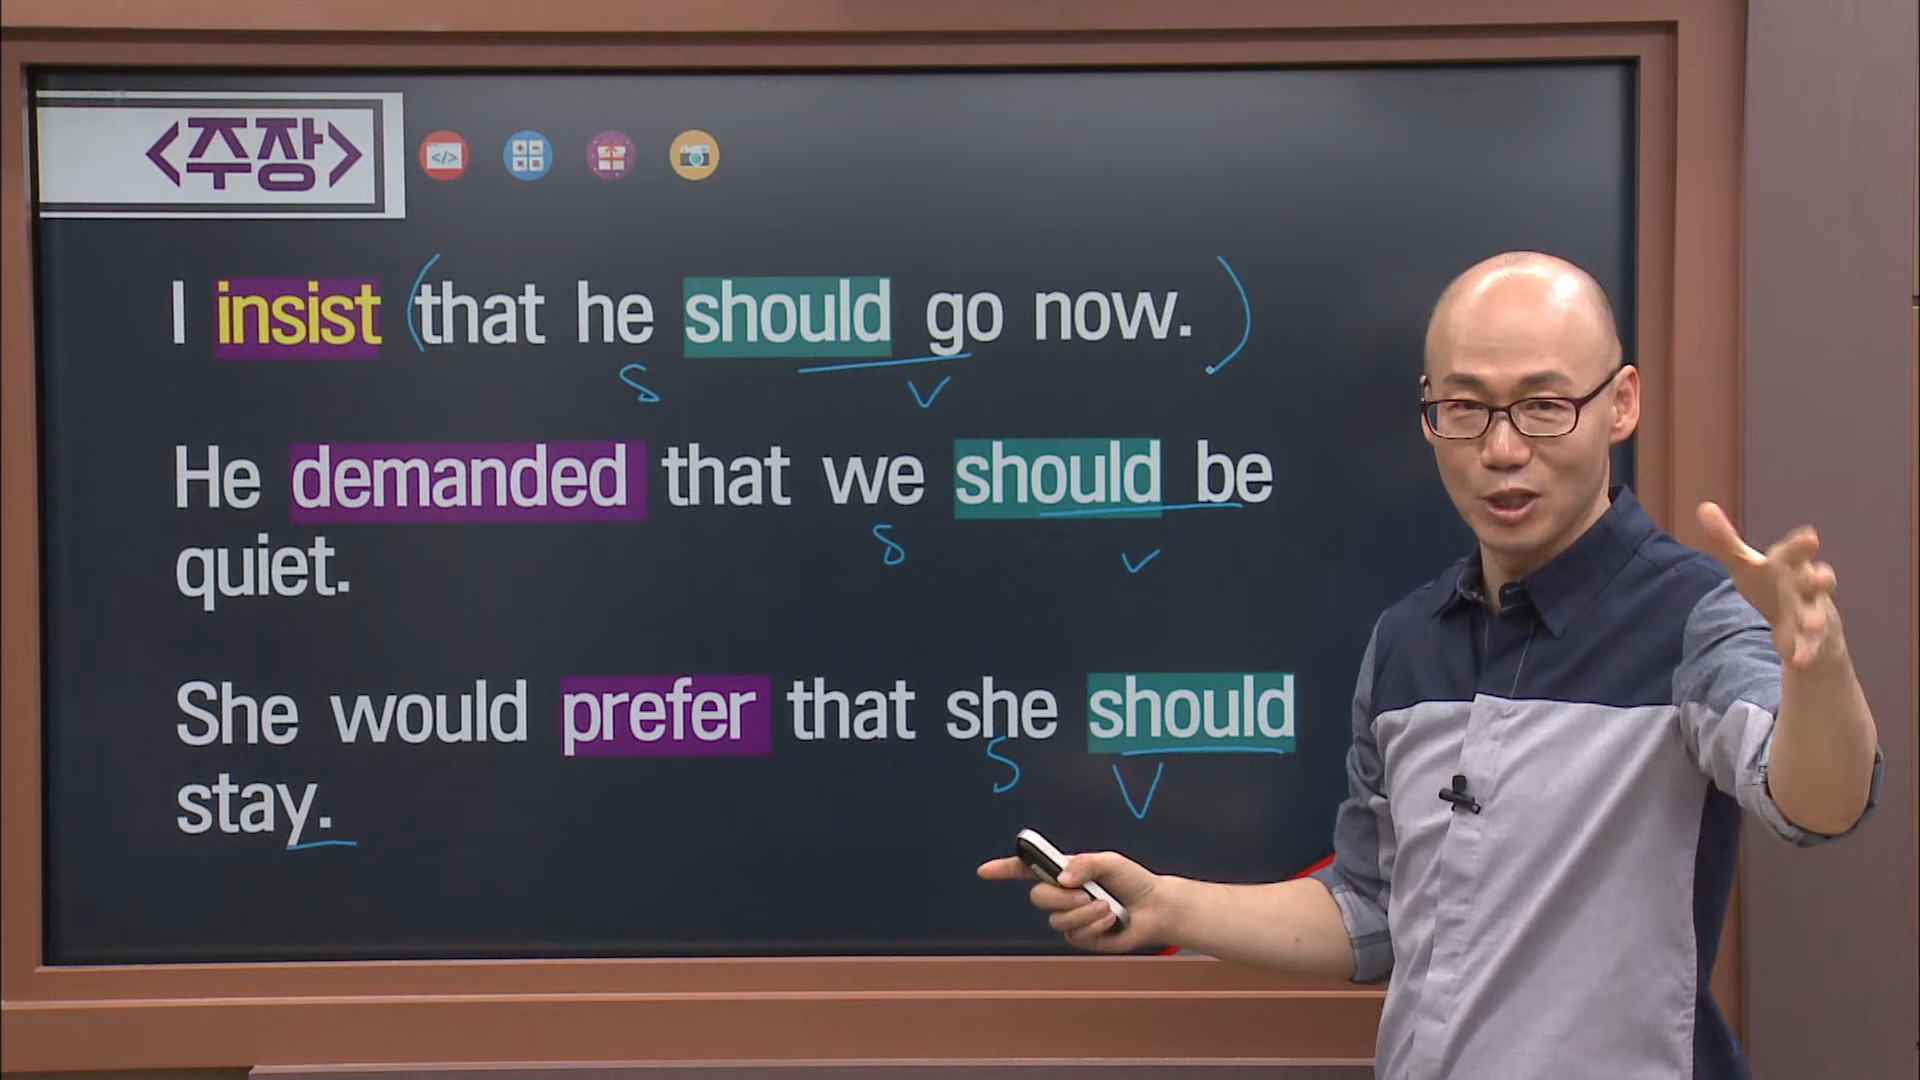 <주장>
I insist (that he should go now.)
S V
He demanded that we should be
S V
quiet.
She would prefer that she should
S V
stay.